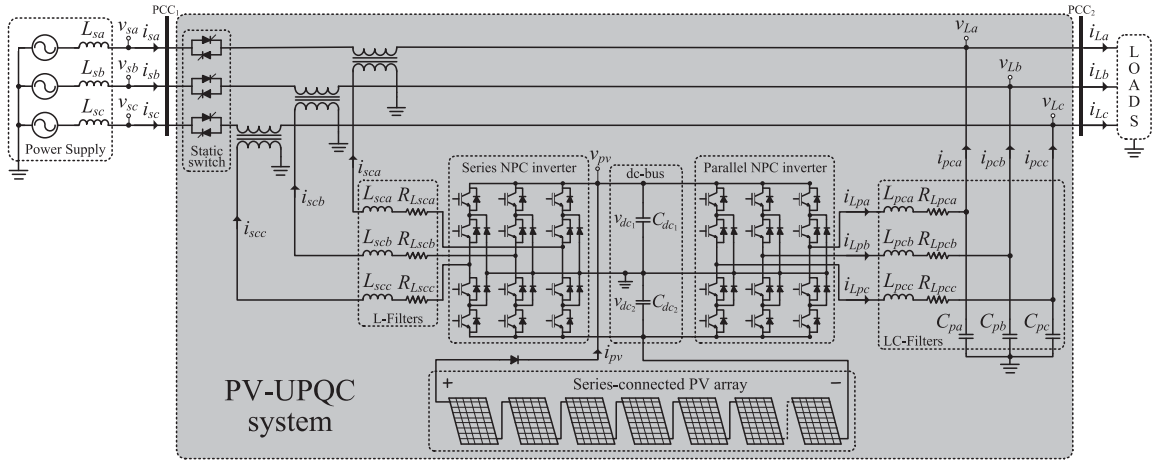 PCC1
PCC2
Lsa
vsa
isa
Lsb
vsb
isb
Lsc
vsc
isc
Power Supply
Static
switch
vLa
vLb
vLc
iLa
iLb
iLc
LOADS
isca
iscb
iscc
Lsca
RLsca
Lscb
RLscb
Lscc
RLscc
L-Filters
Series NPC inverter
vpv
dc-bus
vdc1
Cdc1
vdc2
Cdc2
Parallel NPC inverter
iLpa
iLpb
iLpc
ipca
ipcb
ipcc
Lpca
RLpca
Lpcb
RLpcb
Lpcc
RLpcc
Cpa
Cpb
Cpc
LC-Filters
ipv
+
Series-connected PV array
−
PV-UPQC
system